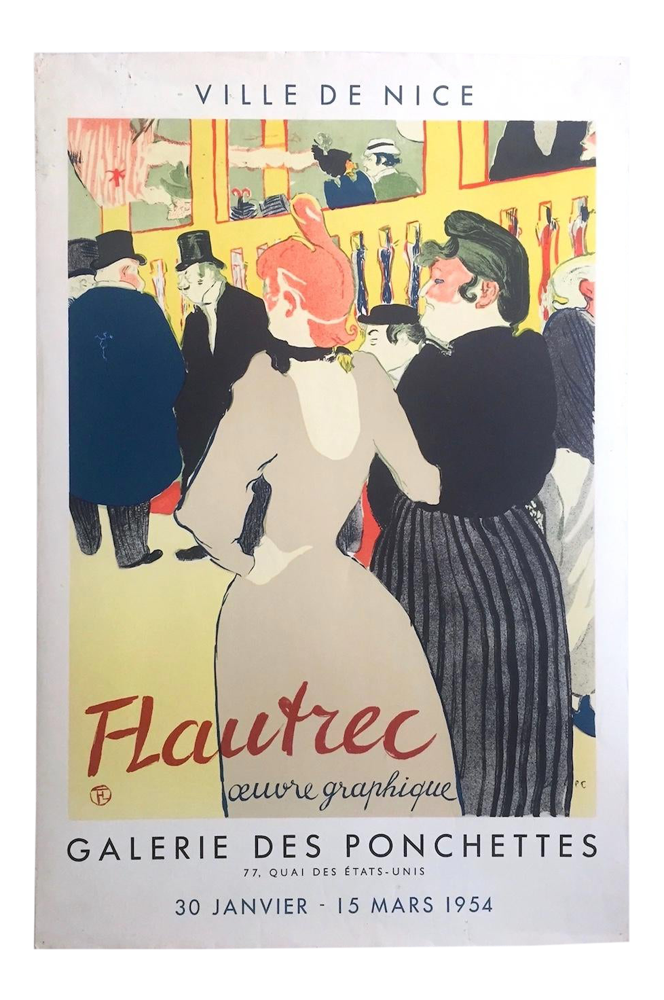 VILLE DE NICE
HLautrec
œuvre graphique
HTL
P C
GALERIE DES PONCHETTES
77, QUAI DES ÉTATS-UNIS
30 JANVIER - 15 MARS 1954